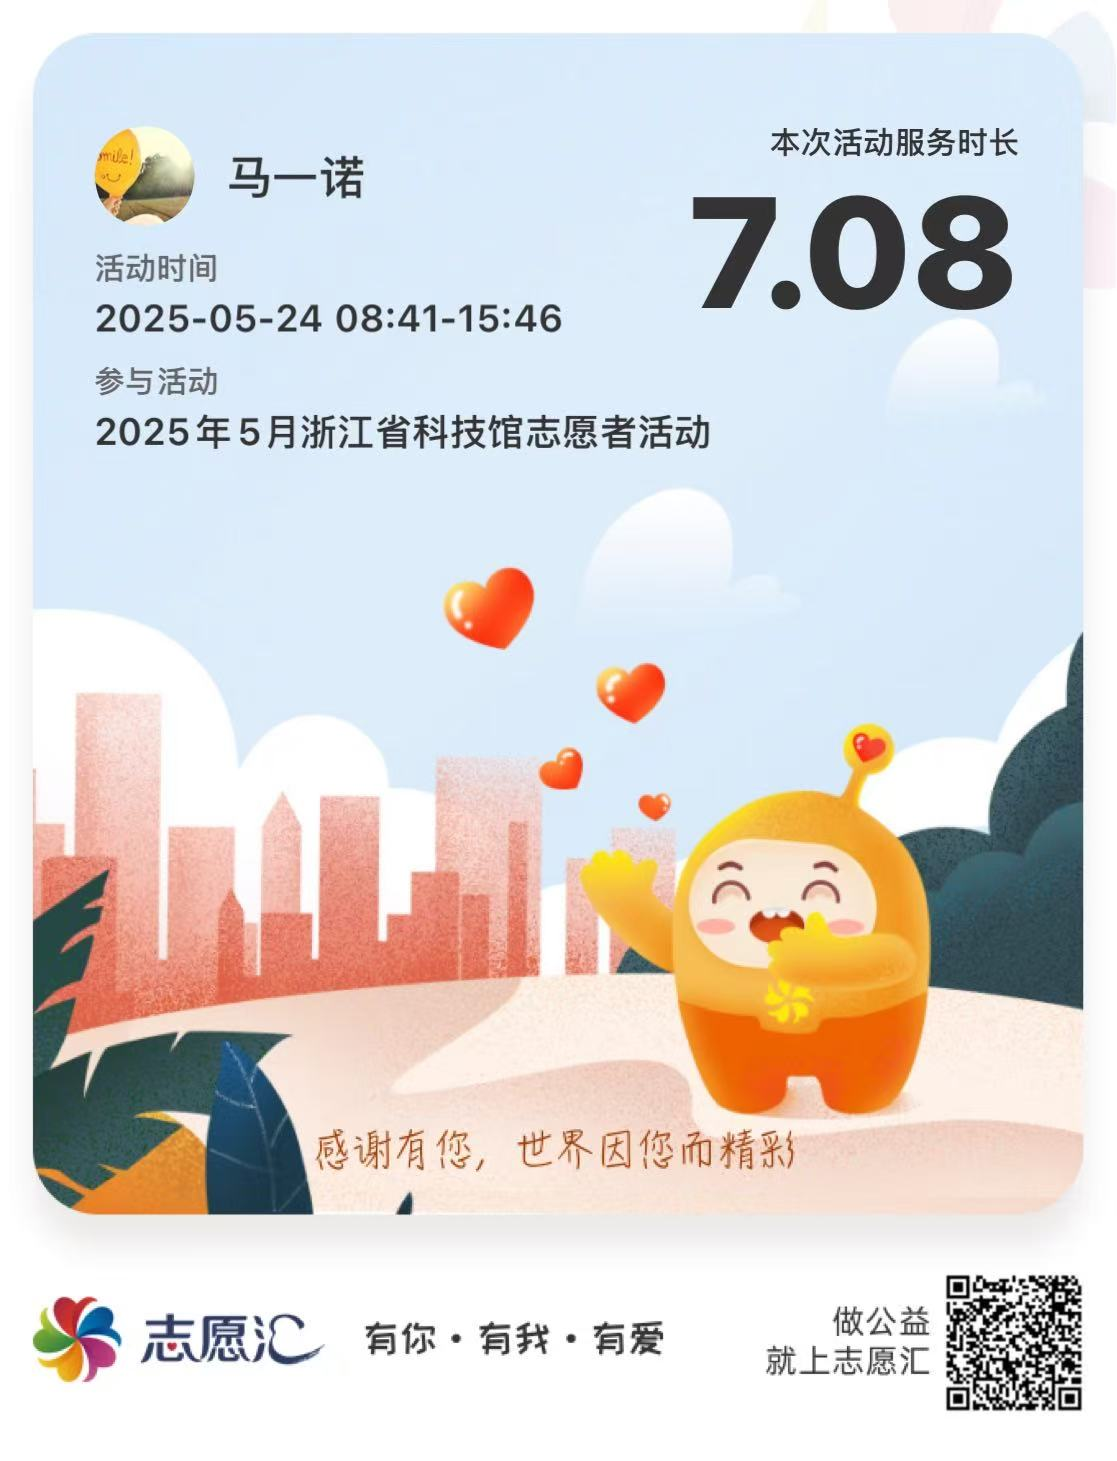 mile!
马一诺
本次活动服务时长
7.08
活动时间
2025-05-24 08:41-15:46
参与活动
2025年5月浙江省科技馆志愿者活动
感谢有您，世界因您而精彩
志愿汇
有你·有我·有爱
做公益
就上志愿汇